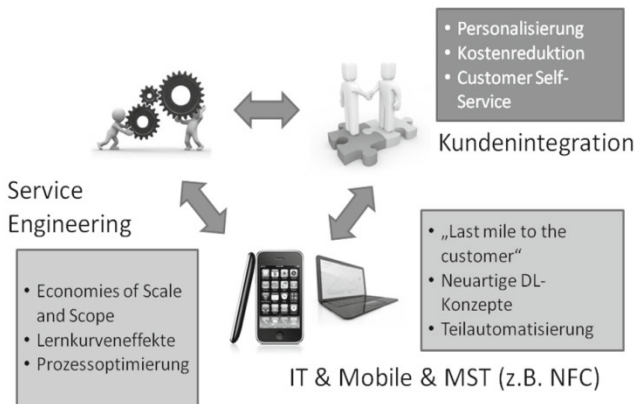 • Personalisierung
• Kostenreduktion
• Customer Self-
Service
Kundenintegration
Service
Engineering
• Economies of Scale
and Scope
• Lernkurveneffekte
• Prozessoptimierung
• „Last mile to the
customer“
• Neuartige DL-
Konzepte
• Teilautomatisierung
IT & Mobile & MST (z.B. NFC)